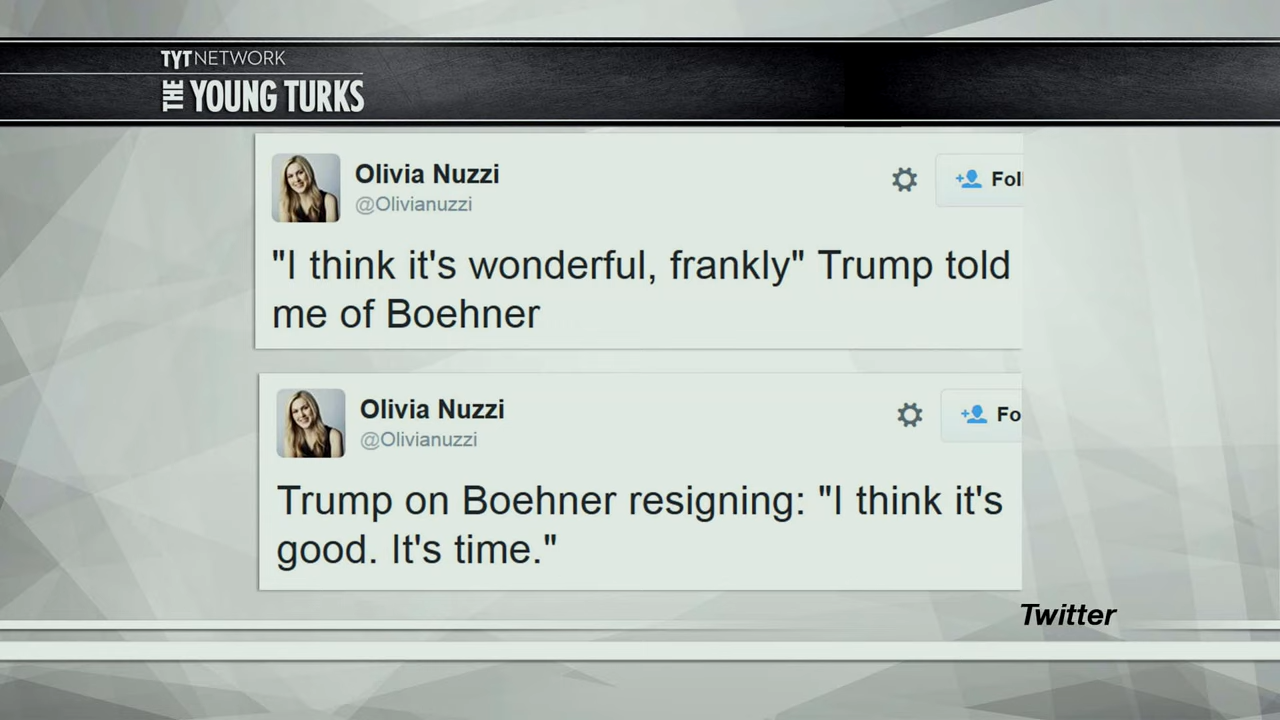 TYT NETWORK
THE YOUNG TURKS
Olivia Nuzzi
@Olivianuzzi
Fol
"I think it's wonderful, frankly" Trump told
me of Boehner
Olivia Nuzzi
@Olivianuzzi
Fo
Trump on Boehner resigning: "I think it's
good. It's time."
Twitter